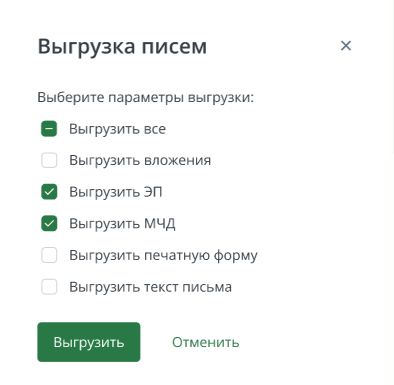 Выгрузка писем
Выберите параметры выгрузки:
Выгрузить все
Выгрузить вложения
Выгрузить ЭП
Выгрузить МЧД
Выгрузить печатную форму
Выгрузить текст письма
Выгрузить Отменить